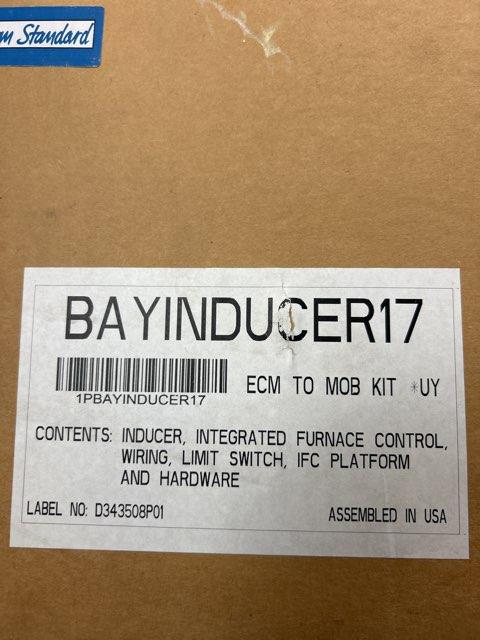 Standard
BAYINDUCER17
1PBAYINDUCER17
ECM TO MOB KIT *UY
CONTENTS: INDUCER, INTEGRATED FURNACE CONTROL,
WIRING, LIMIT SWITCH, IFC PLATFORM
AND HARDWARE
LABEL NO: D343508P01
ASSEMBLED IN USA